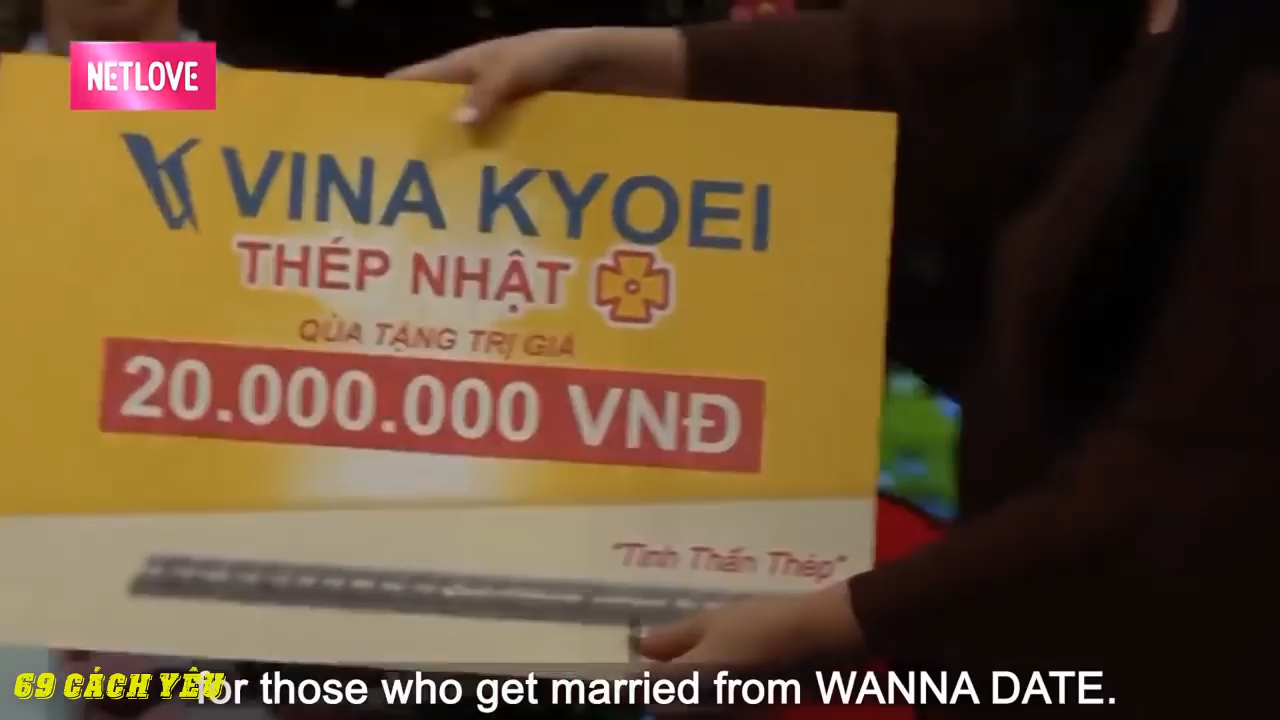 NETLOVE
VINA KYOEI
THÉP NHẬT
QÙA TẶNG TRỊ GIÁ
20.000.000 VNĐ
"Tinh Thần Thép"
69 CÁCH YÊU
for those who get married from WANNA DATE.